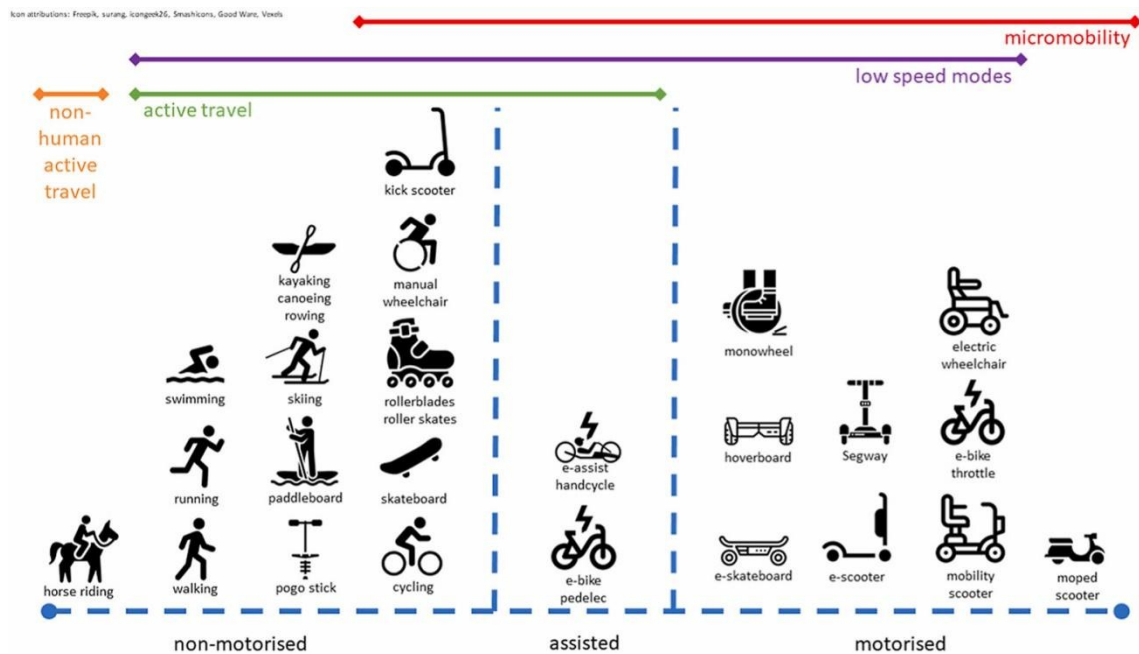 Icon attributions: Freepik, surang, icongeek26, Smashicons, Good Ware, Vexels
micromobility
low speed modes
non-
human
active
travel
active travel
kick scooter
kayaking
canoeing
rowing
manual
wheelchair
monowheel
electric
wheelchair
swimming
skiing
rollerblades
roller skates
hoverboard
Segway
e-bike
throttle
running
paddleboard
skateboard
e-assist
handcycle
horse riding
walking
pogo stick
cycling
e-bike
pedelec
e-skateboard
e-scooter
mobility
scooter
moped
scooter
non-motorised
assisted
motorised